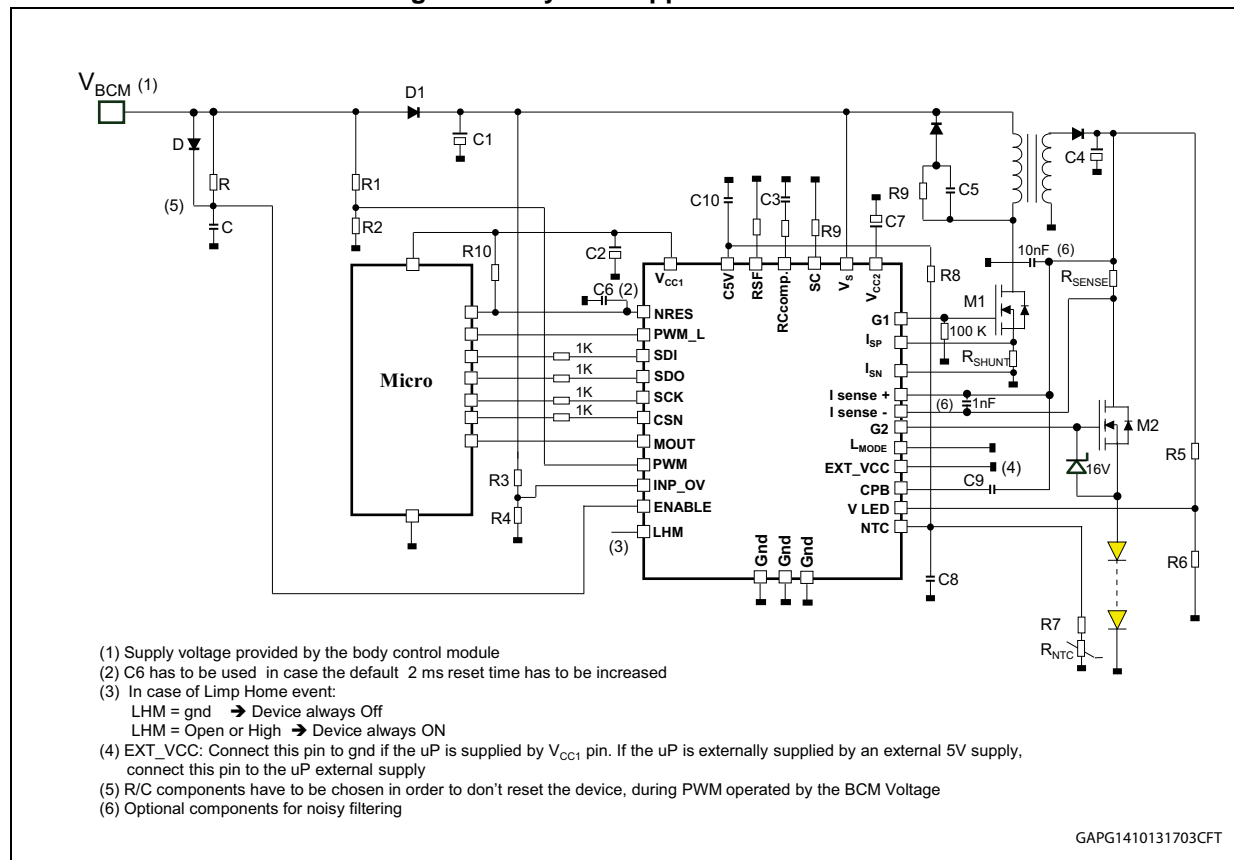 V_BCM (1)
D1
D
C1
R
(5)
C
R1
R2
R10
C2
C6 (2)
C10
C3
R9
C7
R9
C5
C4
10nF (6)
R_SENSE
R8
M1
100 K
R_SHUNT
V_CC1
C5V
RSF
RCcomp.
SC
V_S
V_CC2
Micro
1K
1K
1K
1K
NRES
PWM_L
SDI
SDO
SCK
CSN
MOUT
PWM
INP_OV
ENABLE
LHM
(3)
R3
R4
G1
I_SP
I_SN
I sense +
I sense -
G2
L_MODE
EXT_VCC
CPB
V LED
NTC
(6)
1nF
M2
16V
(4)
C9
R5
R6
C8
R7
R_NTC
Gnd
Gnd
Gnd
(1) Supply voltage provided by the body control module
(2) C6 has to be used in case the default 2 ms reset time has to be increased
(3) In case of Limp Home event:
LHM = gnd ➔ Device always Off
LHM = Open or High ➔ Device always ON
(4) EXT_VCC: Connect this pin to gnd if the uP is supplied by V_CC1 pin. If the uP is externally supplied by an external 5V supply,
connect this pin to the uP external supply
(5) R/C components have to be chosen in order to don't reset the device, during PWM operated by the BCM Voltage
(6) Optional components for noisy filtering
GAPG1410131703CFT